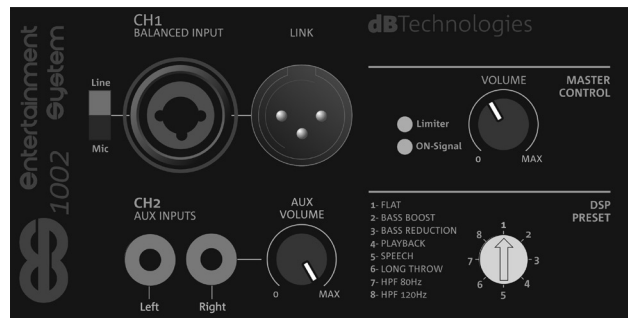 entertainment
system
ES
1002
CH1
BALANCED INPUT
LINK
Line
Mic
dBTechnologies
VOLUME
MASTER
CONTROL
Limiter
ON-Signal
0
MAX
CH2
AUX INPUTS
Left
Right
AUX
VOLUME
0
MAX
1- FLAT
2- BASS BOOST
3- BASS REDUCTION
4- PLAYBACK
5- SPEECH
6- LONG THROW
7- HPF 80Hz
8- HPF 120Hz
DSP
PRESET
1
2
3
4
5
6
7
8